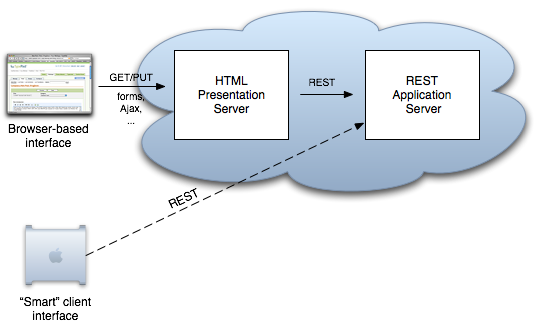 GET/PUT
forms,
Ajax,
...
HTML
Presentation
Server
REST
REST
Application
Server
Browser-based
interface
REST
“Smart” client
interface